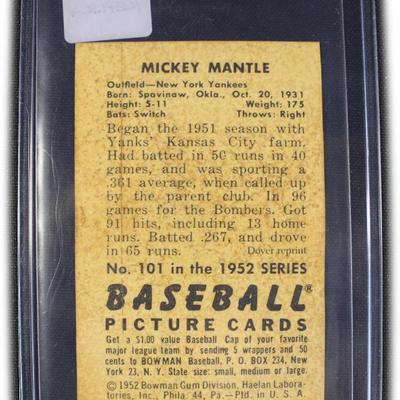 MICKEY MANTLE
Outfield—New York Yankees
Born: Spavinaw, Okla., Oct. 20, 1931
Height: 5-11 Weight: 175
Bats: Switch Throws: Right
Began the 1951 season with
Yanks' Kansas City farm.
Had batted in 50 runs in 40
games, and was sporting a
.361 average, when called up
by the parent club. In 96
games for the Bombers. Got
91 hits, including 13 home
runs. Batted .267, and drove
in 65 runs. Dover reprint
No. 101 in the 1952 SERIES
BASEBALL®
PICTURE CARDS
Get a $1.00 value Baseball Cap of your favorite
major league team by sending 5 wrappers and 50
cents to BOWMAN Baseball, P. O. BOX 234, New
York 23, N. Y. State size: small, medium or large.
©1952 Bowman Gum Division, Haelan Labora-
tories, Inc., Phila. 44, Pa.—Ptd. in U. S. A.